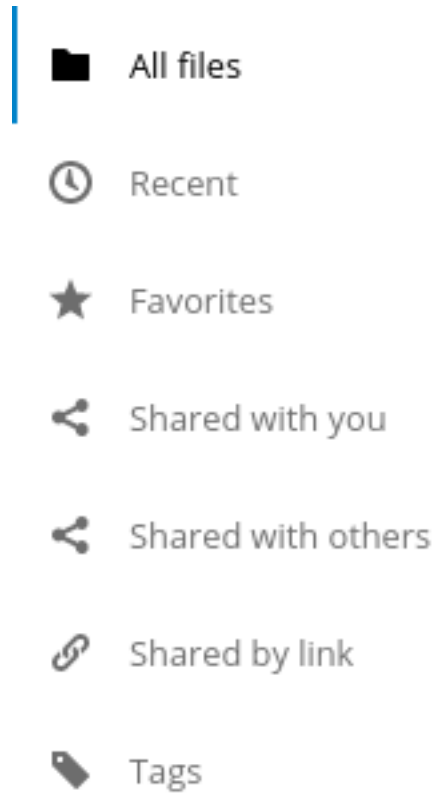 All files
Recent
Favorites
Shared with you
Shared with others
Shared by link
Tags